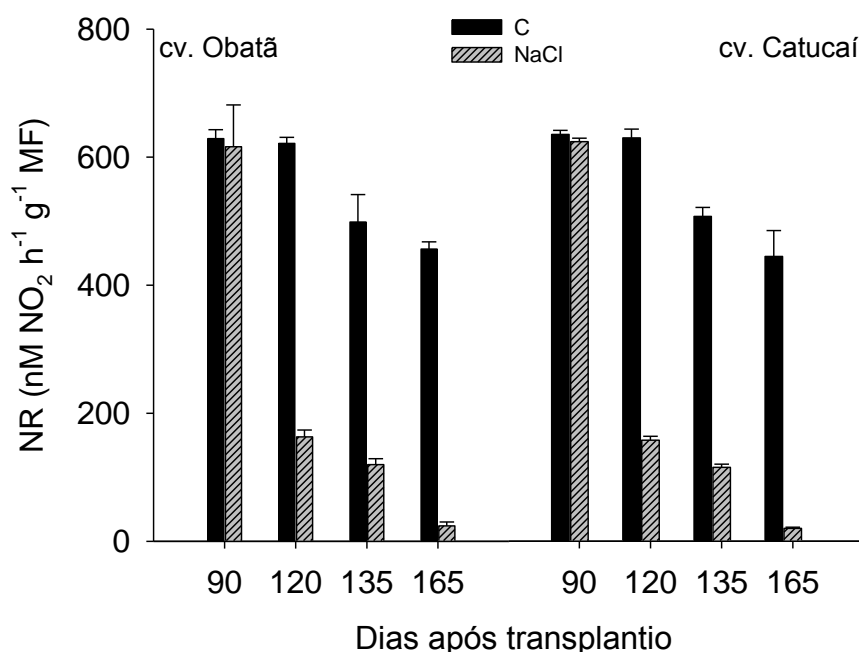 800
cv. Obatã
C
NaCl
cv. Catucaí
600
400
200
0
NR (nM NO₂ h⁻¹ g⁻¹ MF)
90 120 135 165 90 120 135 165
Dias após transplantio